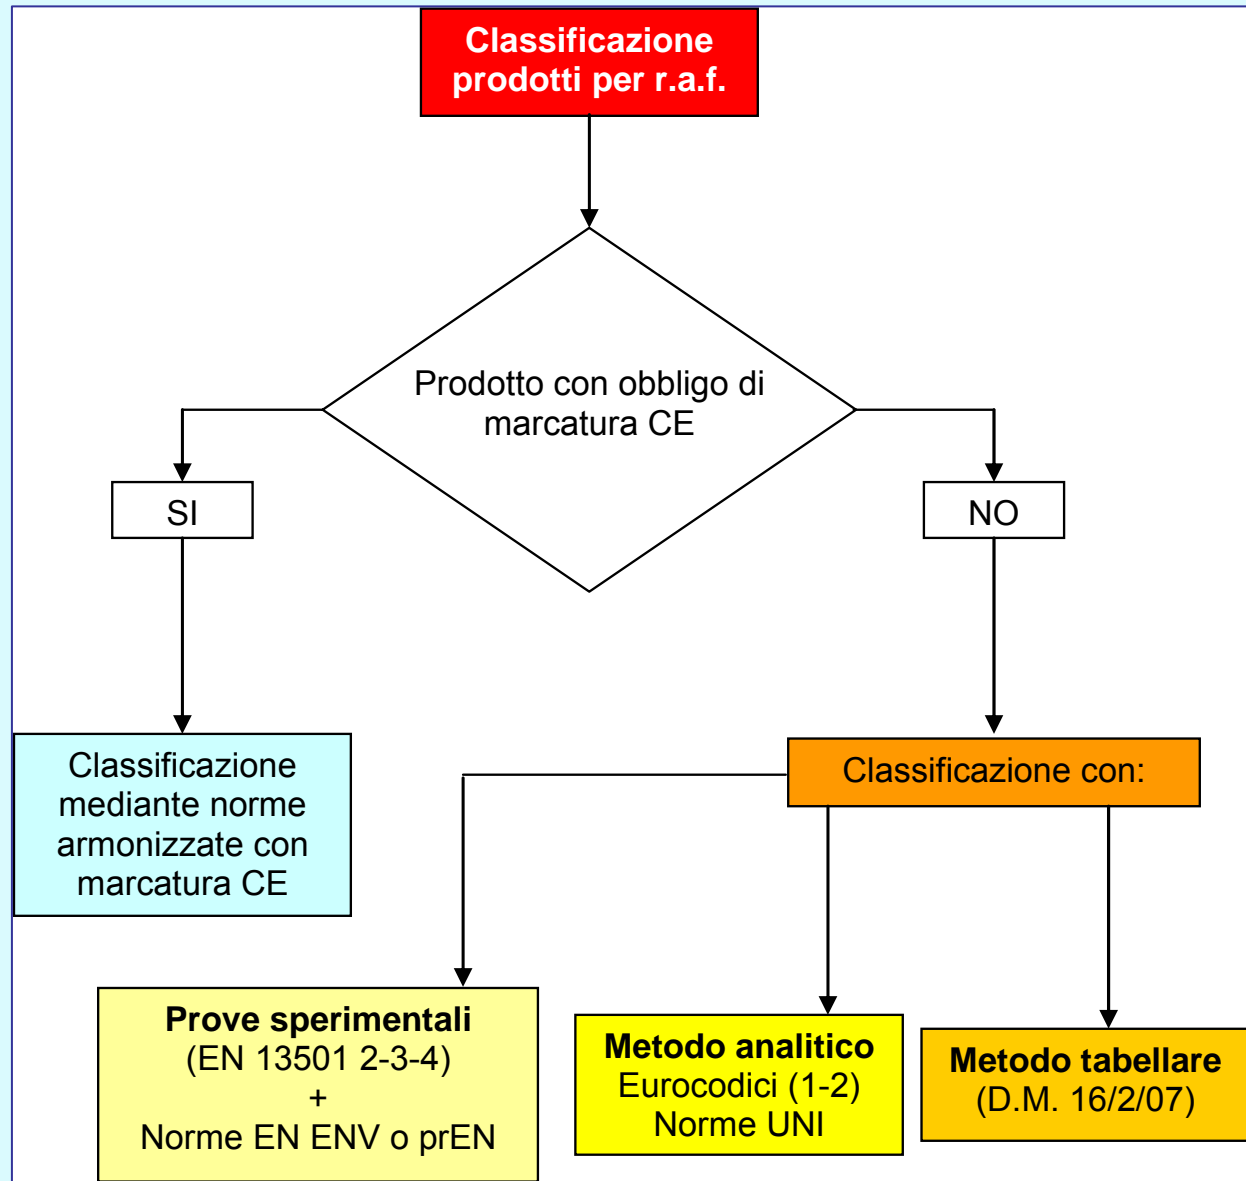 Classificazione
prodotti per r.a.f.
Prodotto con obbligo di
marcatura CE
SI
NO
Classificazione
mediante norme
armonizzate con
marcatura CE
Classificazione con:
Prove sperimentali
(EN 13501 2-3-4)
+
Norme EN ENV o prEN
Metodo analitico
Eurocodici (1-2)
Norme UNI
Metodo tabellare
(D.M. 16/2/07)